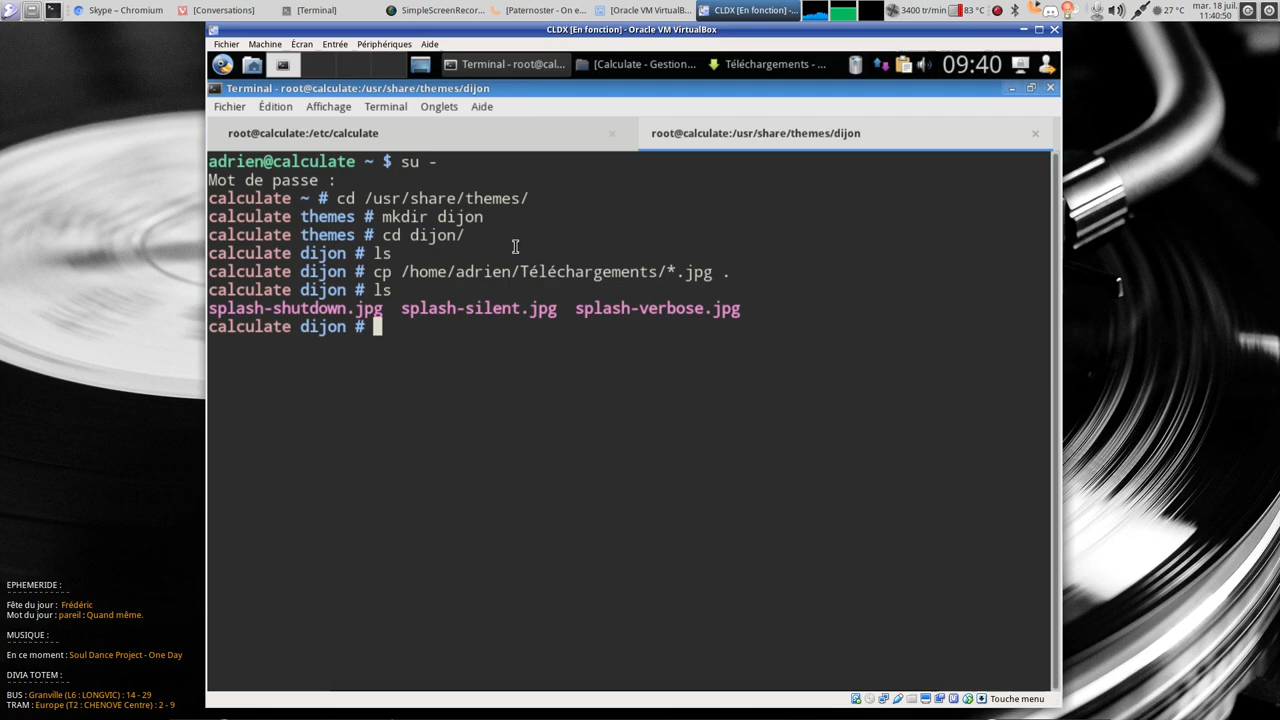 Skype – Chromium
[Conversations]
[Terminal]
SimpleScreenRecor...
[Paternoster - On e...
[Oracle VM VirtualB...
CLDX [En fonction] -...
3400 tr/min
83 °C
27 °C
mar. 18 juil.
11:40:50
CLDX [En fonction] - Oracle VM VirtualBox
Fichier Machine Écran Entrée Périphériques Aide
Terminal - root@cal...
[Calculate - Gestion...
Téléchargements - ...
09:40
Terminal - root@calculate:/usr/share/themes/dijon
Fichier Édition Affichage Terminal Onglets Aide
root@calculate:/etc/calculate
root@calculate:/usr/share/themes/dijon
adrien@calculate ~ $ su -
Mot de passe :
calculate ~ # cd /usr/share/themes/
calculate themes # mkdir dijon
calculate themes # cd dijon/
calculate dijon # ls
calculate dijon # cp /home/adrien/Téléchargements/*.jpg .
calculate dijon # ls
splash-shutdown.jpg splash-silent.jpg splash-verbose.jpg
calculate dijon #
EPHEMERIDE :
Fête du jour : Frédéric
Mot du jour : pareil : Quand même.
MUSIQUE :
En ce moment : Soul Dance Project - One Day
DIVIA TOTEM :
BUS : Granville (L6 : LONGVIC) : 14 - 29
TRAM : Europe (T2 : CHENOVE Centre) : 2 - 9
Touche menu